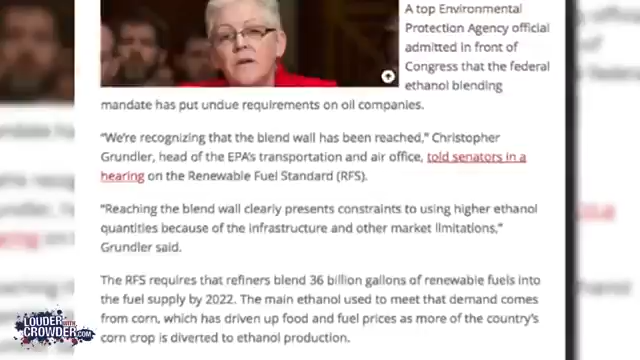 A top Environmental
Protection Agency official
admitted in front of
Congress that the federal
ethanol blending
mandate has put undue requirements on oil companies.
“We’re recognizing that the blend wall has been reached,” Christopher
Grundler, head of the EPA’s transportation and air office, told senators in a
hearing on the Renewable Fuel Standard (RFS).
“Reaching the blend wall clearly presents constraints to using higher ethanol
quantities because of the infrastructure and other market limitations,”
Grundler said.
The RFS requires that refiners blend 36 billion gallons of renewable fuels into
the fuel supply by 2022. The main ethanol used to meet that demand comes
from corn, which has driven up food and fuel prices as more of the country’s
corn crop is diverted to ethanol production.
LOUDER WITH
CROWDER.COM